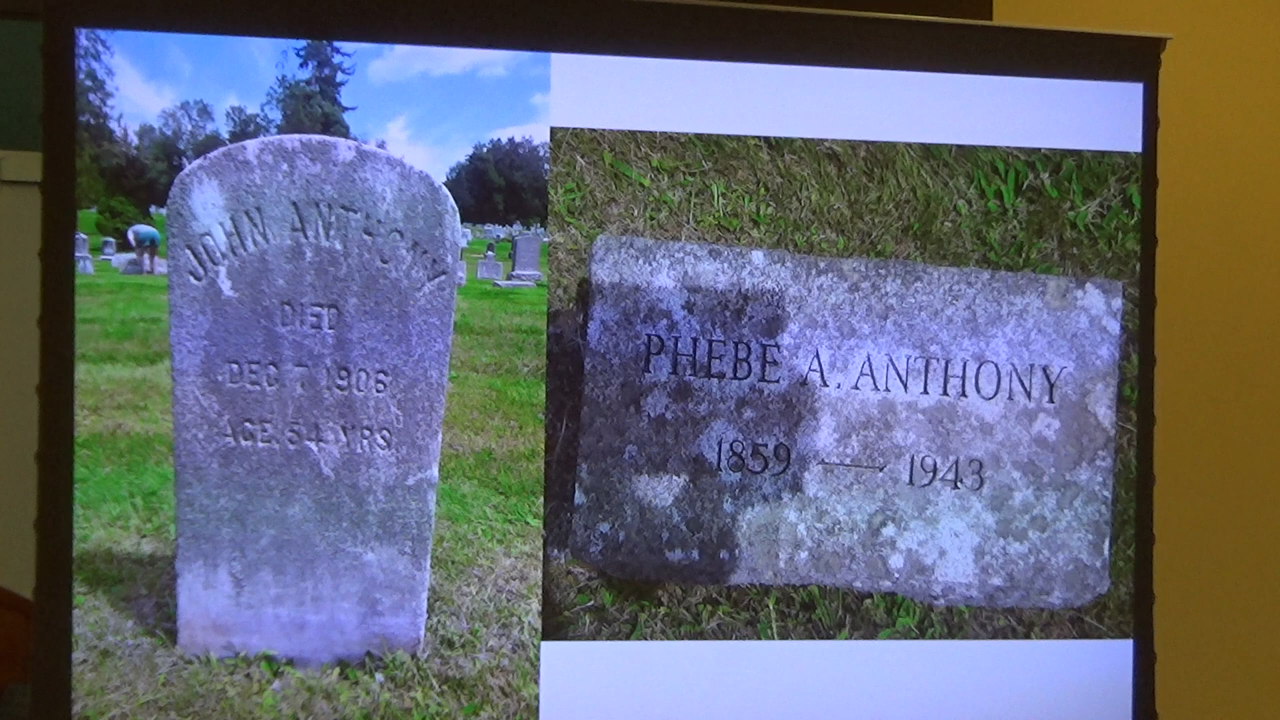 JOHN ANTHONY
DIED
DEC 7 1906
AGE 54 YRS.
PHEBE A. ANTHONY
1859 — 1943